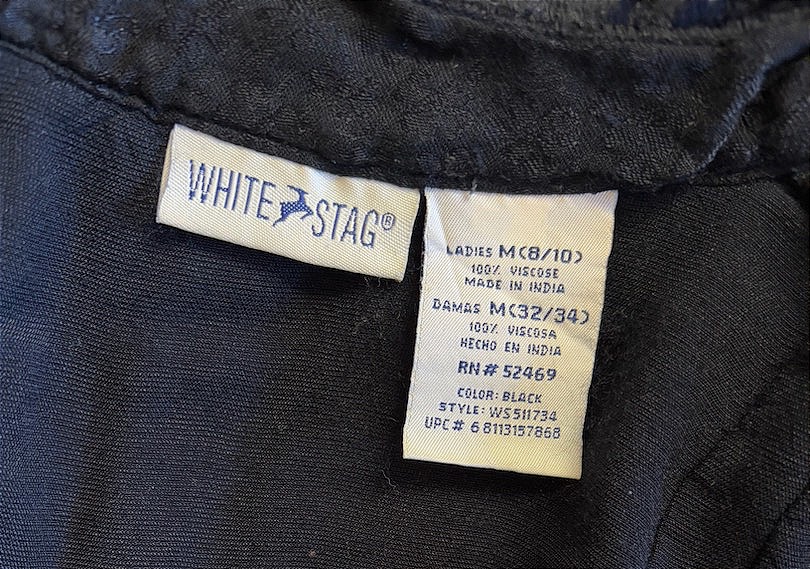 WHITE STAG®
LADIES M(8/10)
100% VISCOSE
MADE IN INDIA
DAMAS M(32/34)
100% VISCOSA
HECHO EN INDIA
RN# 52469
COLOR: BLACK
STYLE: WS511734
UPC# 68113157868